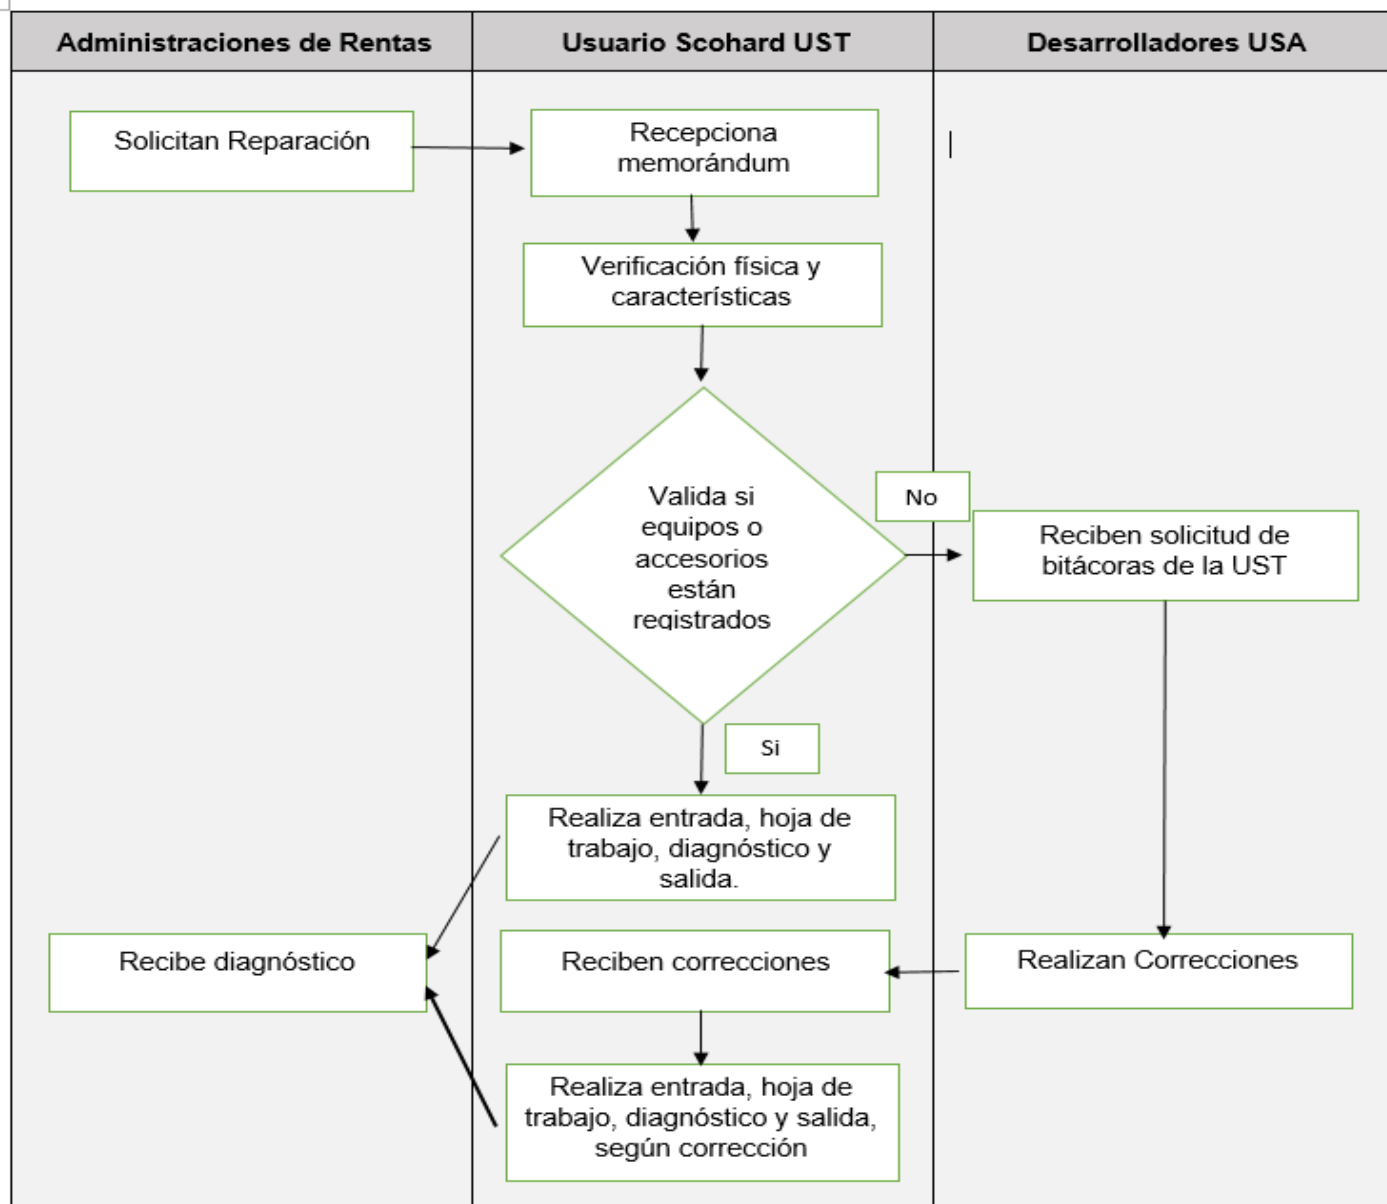 Administraciones de Rentas
Usuario Scohard UST
Desarrolladores USA
Solicitan Reparación
Recepciona
memorándum
Verificación física y
características
Valida si
equipos o
accesorios
están
registrados
No
Reciben solicitud de
bitácoras de la UST
Si
Realiza entrada, hoja de
trabajo, diagnóstico y
salida.
Recibe diagnóstico
Reciben correcciones
Realizan Correcciones
Realiza entrada, hoja de
trabajo, diagnóstico y salida,
según corrección